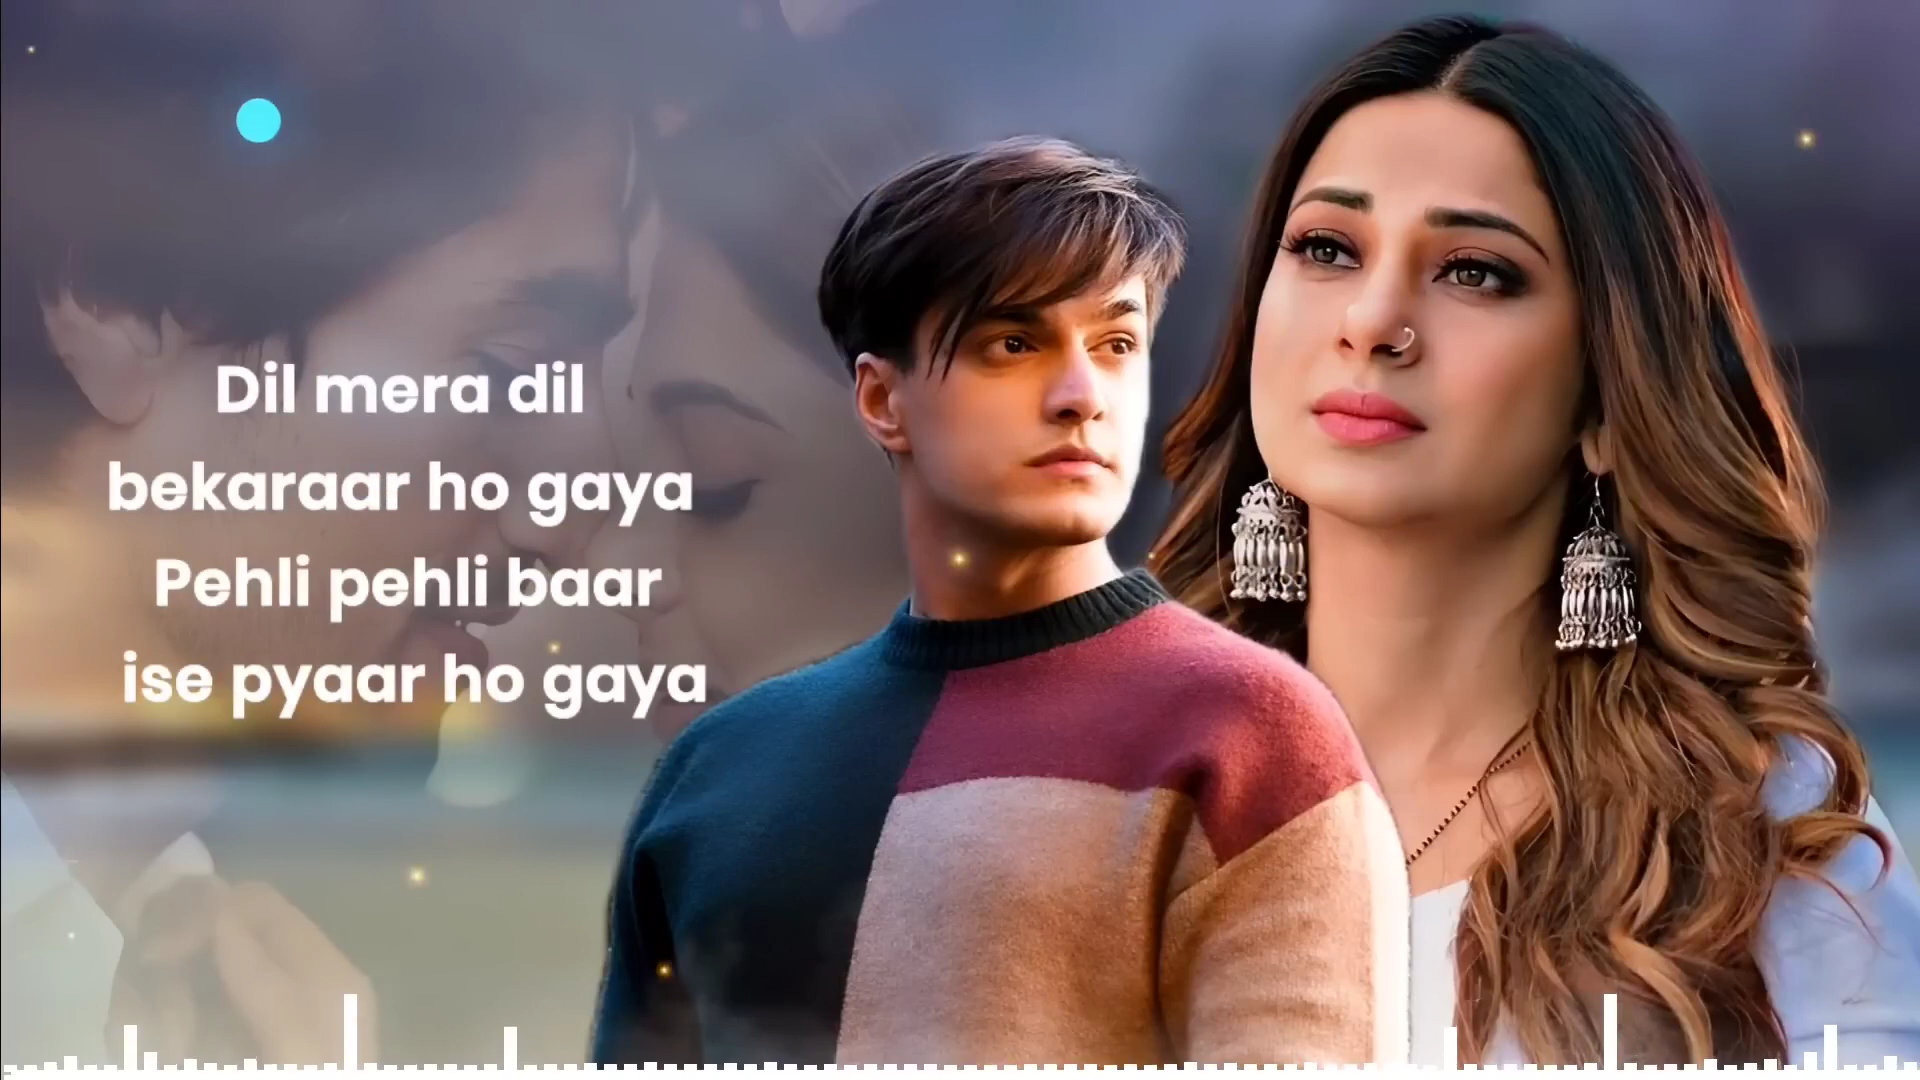 Dil mera dil
bekaraar ho gaya
Pehli pehli baar
ise pyaar ho gaya